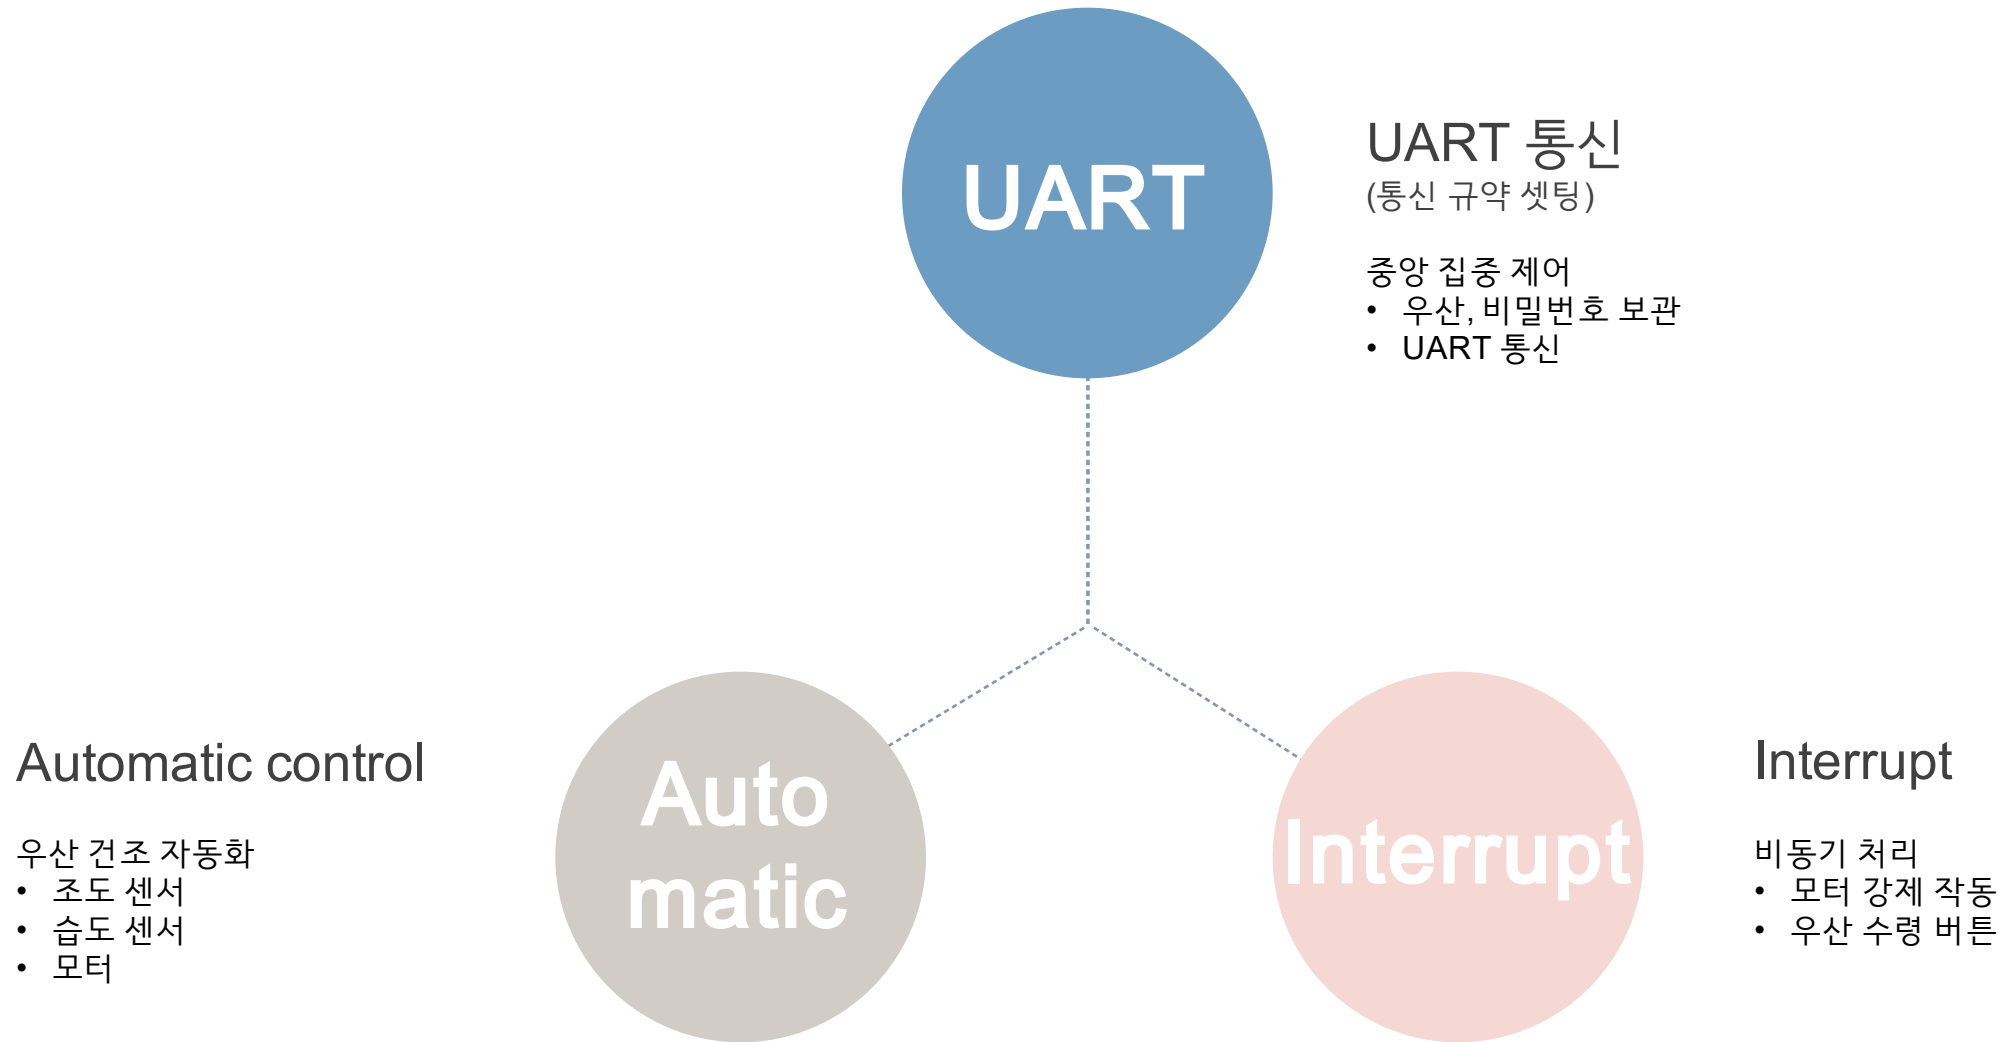 UART
UART 통신
(통신 규약 셋팅)
중앙 집중 제어
• 우산, 비밀번호 보관
• UART 통신
Automatic control
우산 건조 자동화
• 조도 센서
• 습도 센서
• 모터
Auto
matic
Interrupt
Interrupt
비동기 처리
• 모터 강제 작동
• 우산 수령 버튼